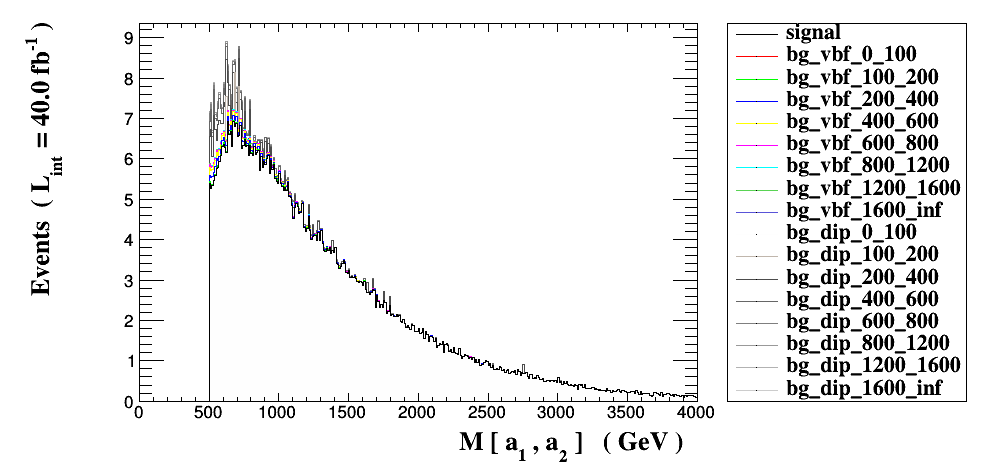 Events ( L_int = 40.0 fb⁻¹ )
9
8
7
6
5
4
3
2
1
0
0 500 1000 1500 2000 2500 3000 3500 4000
M [ a₁ , a₂ ] ( GeV )
signal
bg_vbf_0_100
bg_vbf_100_200
bg_vbf_200_400
bg_vbf_400_600
bg_vbf_600_800
bg_vbf_800_1200
bg_vbf_1200_1600
bg_vbf_1600_inf
bg_dip_0_100
bg_dip_100_200
bg_dip_200_400
bg_dip_400_600
bg_dip_600_800
bg_dip_800_1200
bg_dip_1200_1600
bg_dip_1600_inf